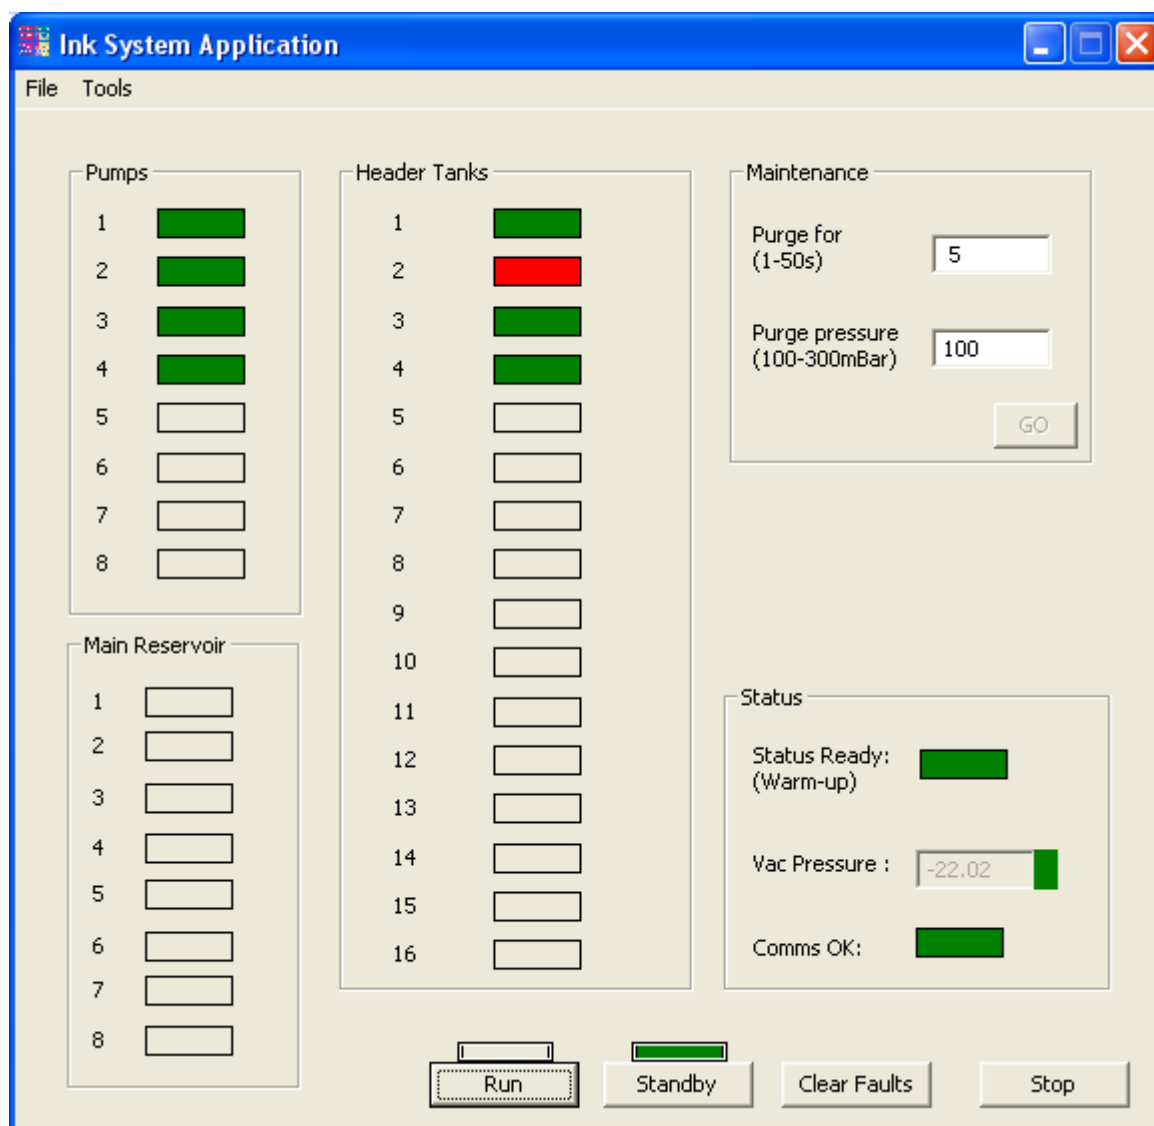 Ink System Application
File Tools
Pumps
1
2
3
4
5
6
7
8
Main Reservoir
1
2
3
4
5
6
7
8
Header Tanks
1
2
3
4
5
6
7
8
9
10
11
12
13
14
15
16
Maintenance
Purge for
(1-50s)
5
Purge pressure
(100-300mBar)
100
GO
Status
Status Ready:
(Warm-up)
Vac Pressure :
-22.02
Comms OK:
Run
Standby
Clear Faults
Stop